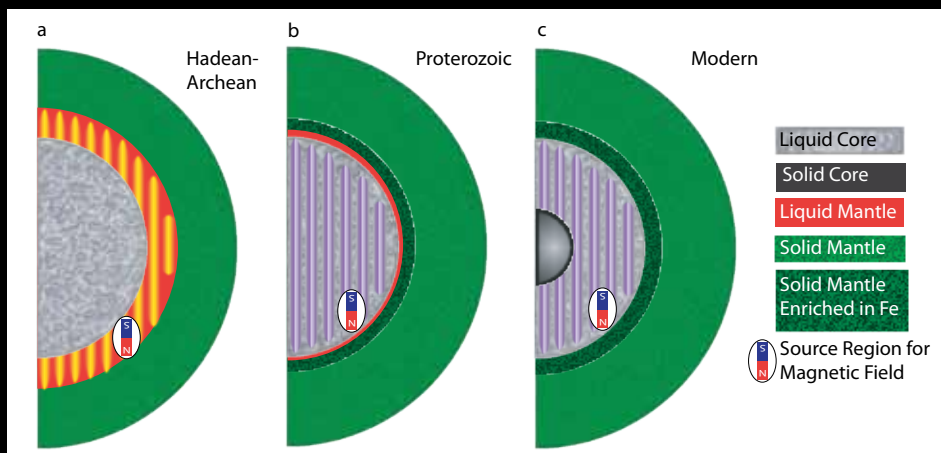 a
Hadean-
Archean
b
Proterozoic
c
Modern
Liquid Core
Solid Core
Liquid Mantle
Solid Mantle
Solid Mantle
Enriched in Fe
S
N
Source Region for
Magnetic Field
S
N
S
N
S
N